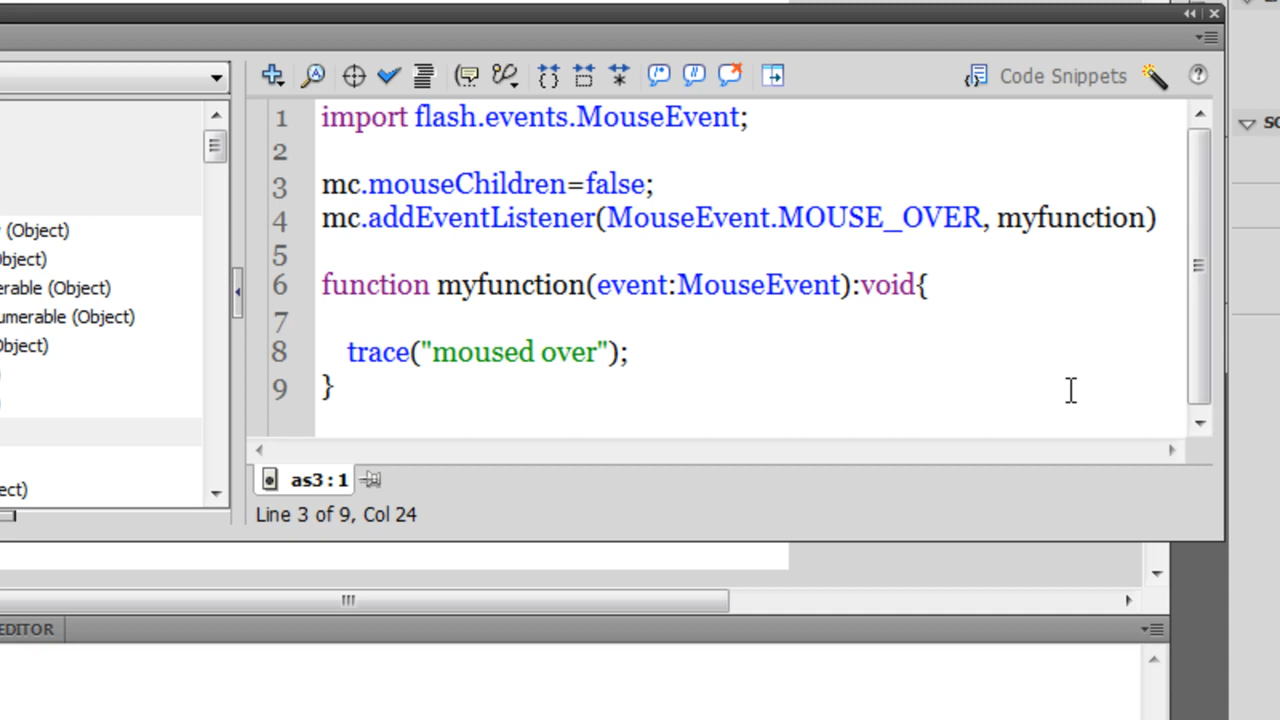 Code Snippets
SC
(Object)
bject)
erable (Object)
umerable (Object)
Object)
)
)
ect)
1 import flash.events.MouseEvent;
2
3 mc.mouseChildren=false;
4 mc.addEventListener(MouseEvent.MOUSE_OVER, myfunction)
5
6 function myfunction(event:MouseEvent):void{
7
8 trace("moused over");
9 }
as3:1
Line 3 of 9, Col 24
EDITOR